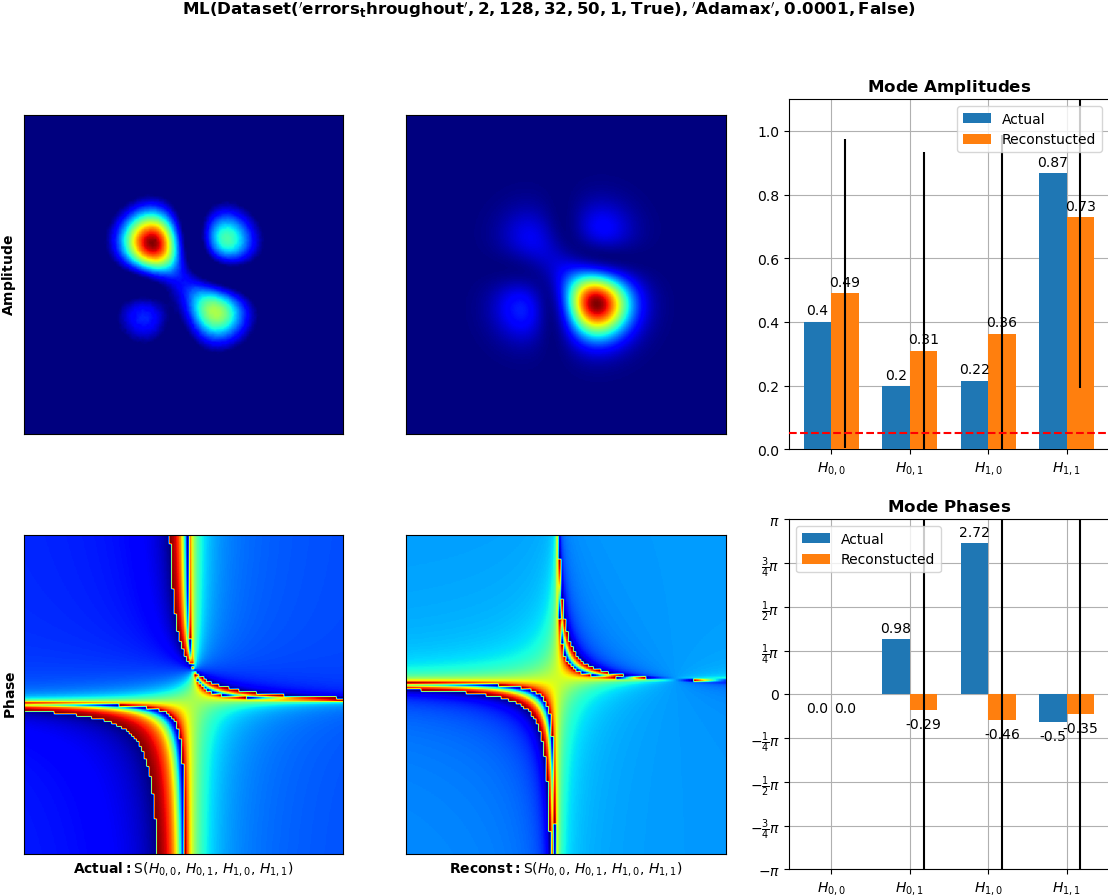 ML(Dataset('errors_throughout', 2, 128, 32, 50, 1, True), 'Adamax', 0.0001, False)
Amplitude
Mode Amplitudes
Actual
Reconstucted
1.0
0.8
0.6
0.4
0.2
0.0
0.4
0.49
0.2
0.31
0.22
0.36
0.87
0.73
H0,0
H0,1
H1,0
H1,1
Phase
Actual: S(H0,0, H0,1, H1,0, H1,1)
Reconst: S(H0,0, H0,1, H1,0, H1,1)
Mode Phases
Actual
Reconstucted
π
3/4π
1/2π
1/4π
0
−1/4π
−1/2π
−3/4π
−π
0.0
0.0
0.98
-0.29
2.72
-0.46
-0.5
-0.35
H0,0
H0,1
H1,0
H1,1